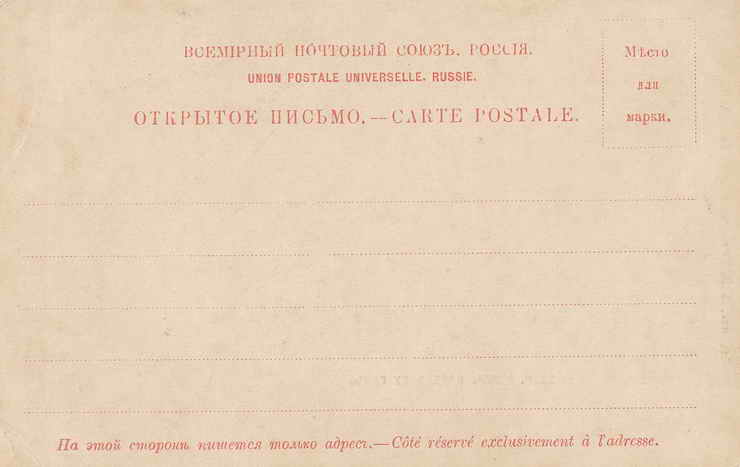 ВСЕМІРНЫЙ ПОЧТОВЫЙ СОЮЗЪ. РОССІЯ.
UNION POSTALE UNIVERSELLE. RUSSIE.
ОТКРЫТОЕ ПИСЬМО.—CARTE POSTALE.
Мѣсто
для
марки.
На этой сторонѣ пишется только адресъ.—Côté réservé exclusivement à l'adresse.